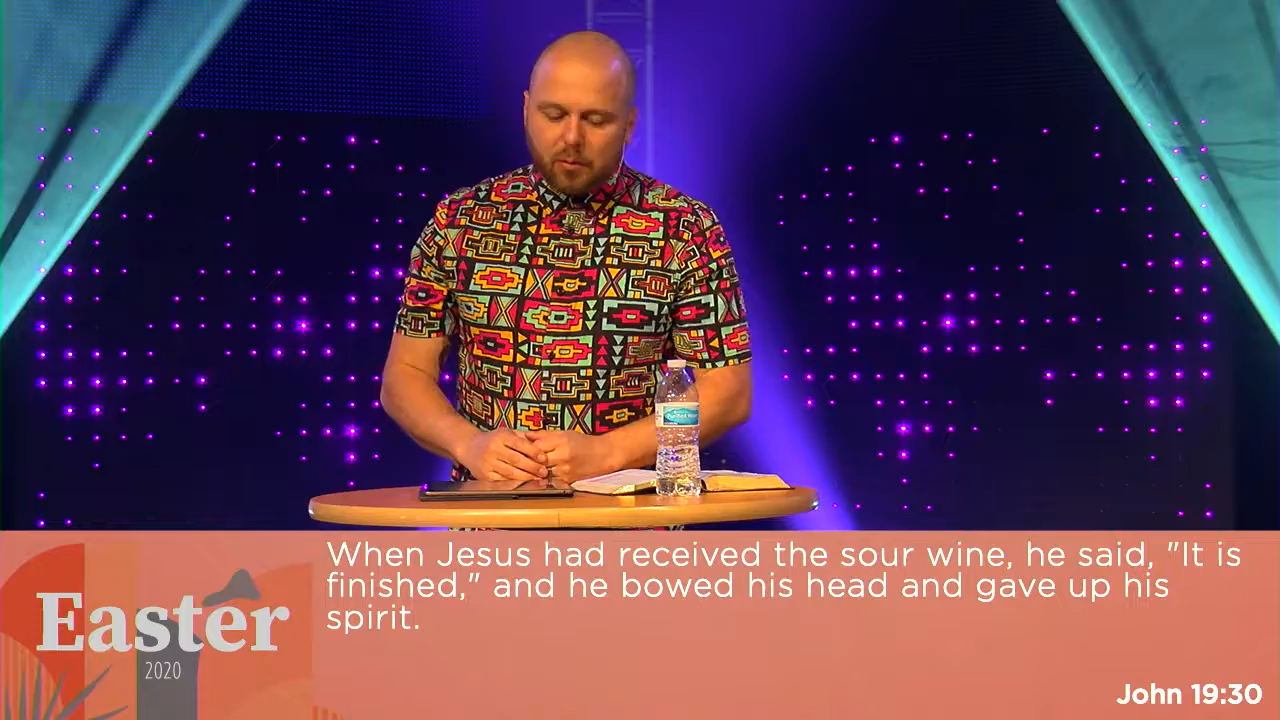 When Jesus had received the sour wine, he said, "It is
finished," and he bowed his head and gave up his
spirit.
Easter
2020
John 19:30